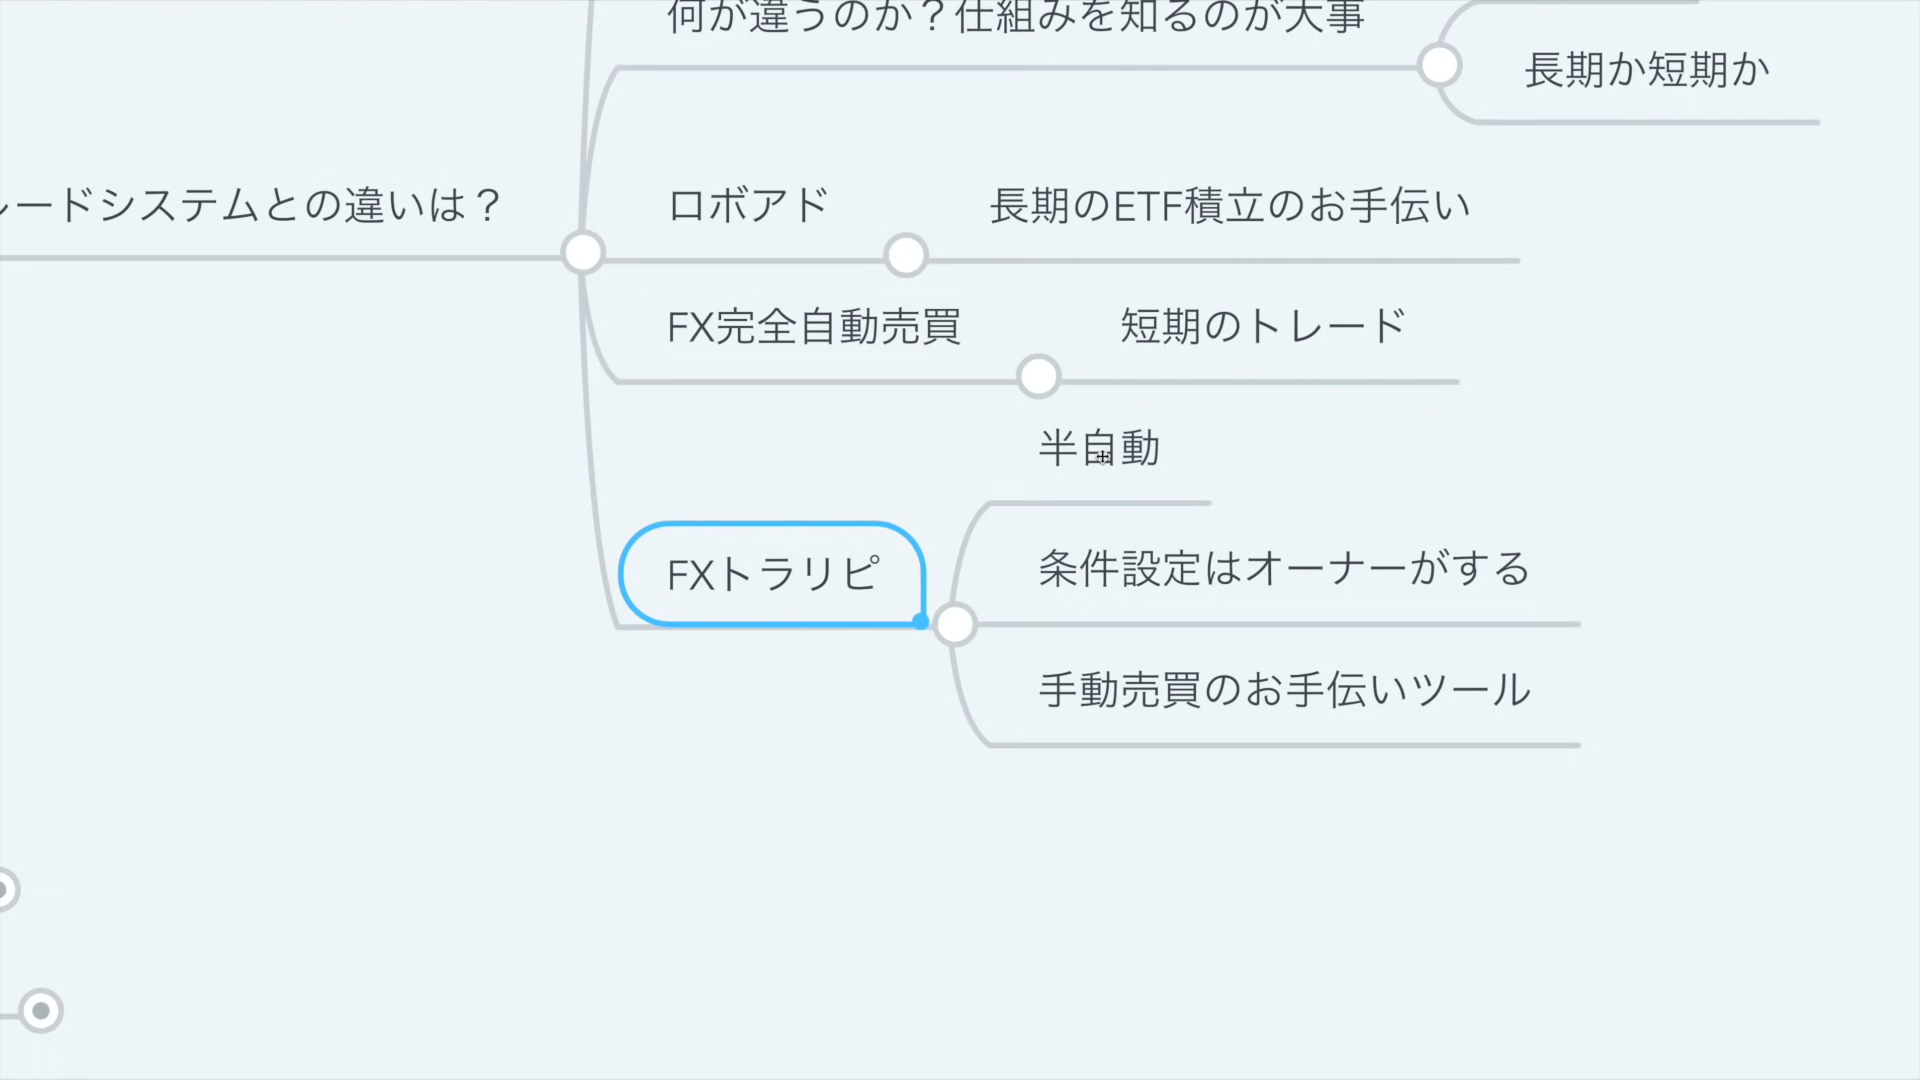 何が違うのか？仕組みを知るのが大事
長期か短期か
ードシステムとの違いは？
ロボアド
長期のETF積立のお手伝い
FX完全自動売買
短期のトレード
半自動
FXトラリピ
条件設定はオーナーがする
手動売買のお手伝いツール